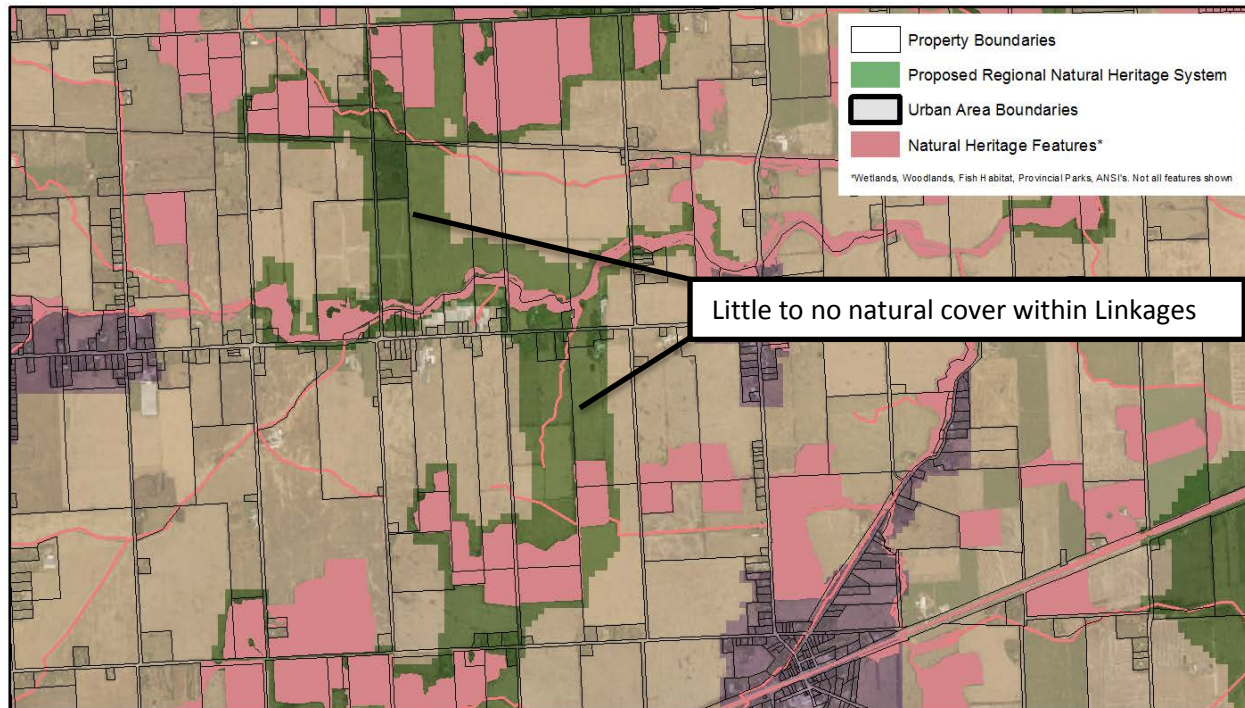 Property Boundaries
Proposed Regional Natural Heritage System
Urban Area Boundaries
Natural Heritage Features*
*Wetlands, Woodlands, Fish Habitat, Provincial Parks, ANSI's. Not all features shown
Little to no natural cover within Linkages